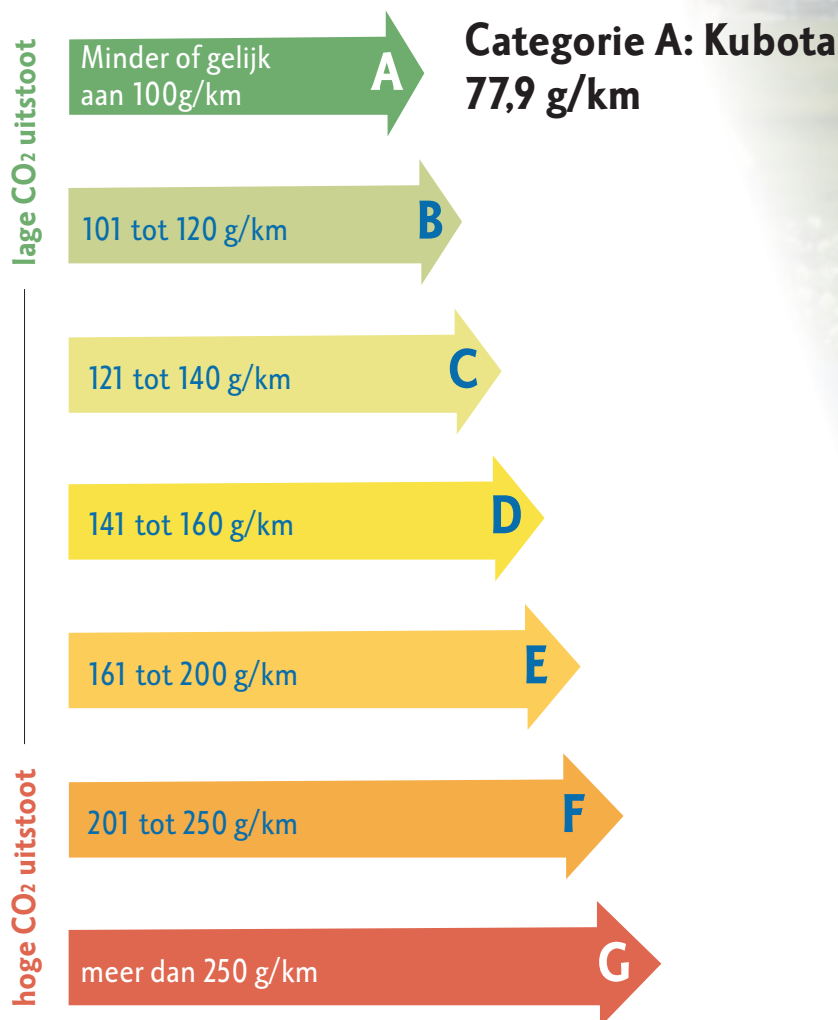 lage CO₂ uitstoot
Minder of gelijk
aan 100g/km
A
Categorie A: Kubota
77,9 g/km
101 tot 120 g/km
B
121 tot 140 g/km
C
141 tot 160 g/km
D
161 tot 200 g/km
E
hoge CO₂ uitstoot
201 tot 250 g/km
F
meer dan 250 g/km
G